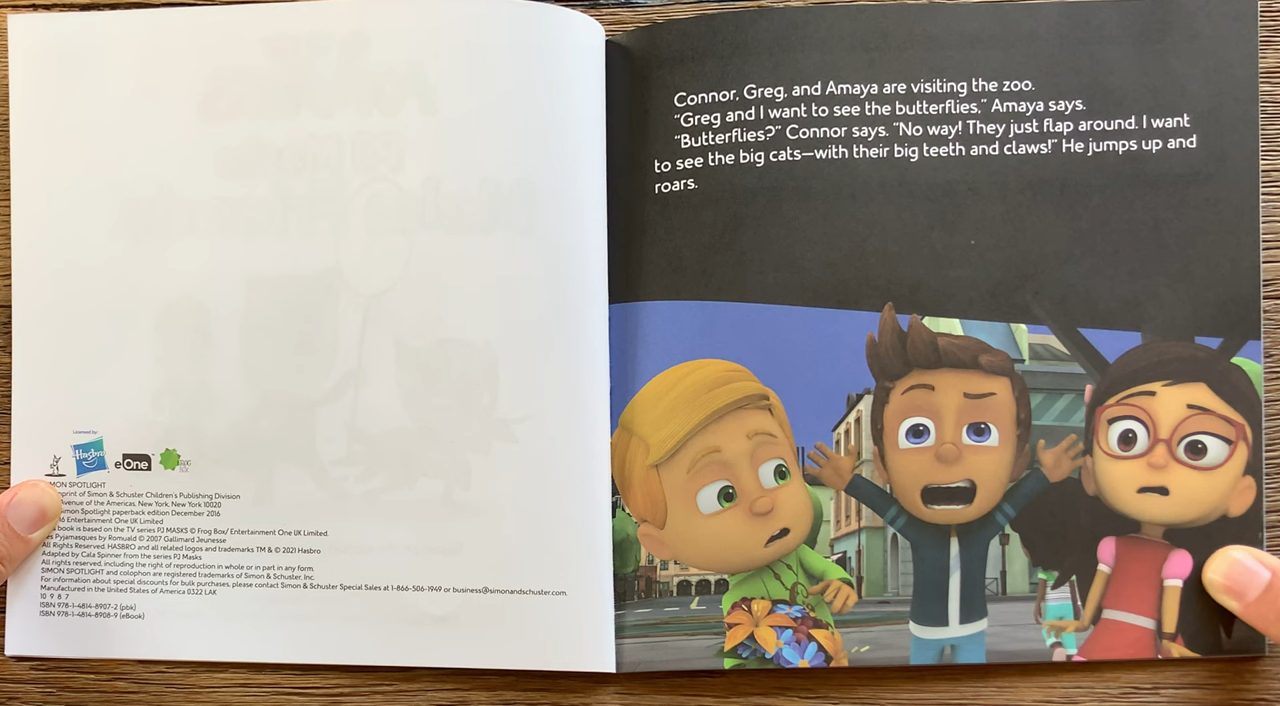 Licensed by:
Hasbro
eOne
SIMON SPOTLIGHT
imprint of Simon & Schuster Children's Publishing Division
Avenue of the Americas, New York, New York 10020
Simon Spotlight paperback edition December 2016
Entertainment One UK Limited
book is based on the TV series PJ MASKS © Frog Box/ Entertainment One UK Limited.
Les Pyjamasques by Romuald © 2007 Gallimard Jeunesse
All Rights Reserved. HASBRO and all related logos and trademarks TM & © 2021 Hasbro
Adapted by Cala Spinner from the series PJ Masks
All rights reserved, including the right of reproduction in whole or in part in any form.
SIMON SPOTLIGHT and colophon are registered trademarks of Simon & Schuster, Inc.
For information about special discounts for bulk purchases, please contact Simon & Schuster Special Sales at 1-866-506-1949 or business@simonandschuster.com.
Manufactured in the United States of America 0322 LAK
10 9 8 7
ISBN 978-1-4814-8907-2 (pbk)
ISBN 978-1-4814-8908-9 (eBook)
Connor, Greg, and Amaya are visiting the zoo.
“Greg and I want to see the butterflies,” Amaya says.
“Butterflies?” Connor says. “No way! They just flap around. I want
to see the big cats—with their big teeth and claws!” He jumps up and
roars.